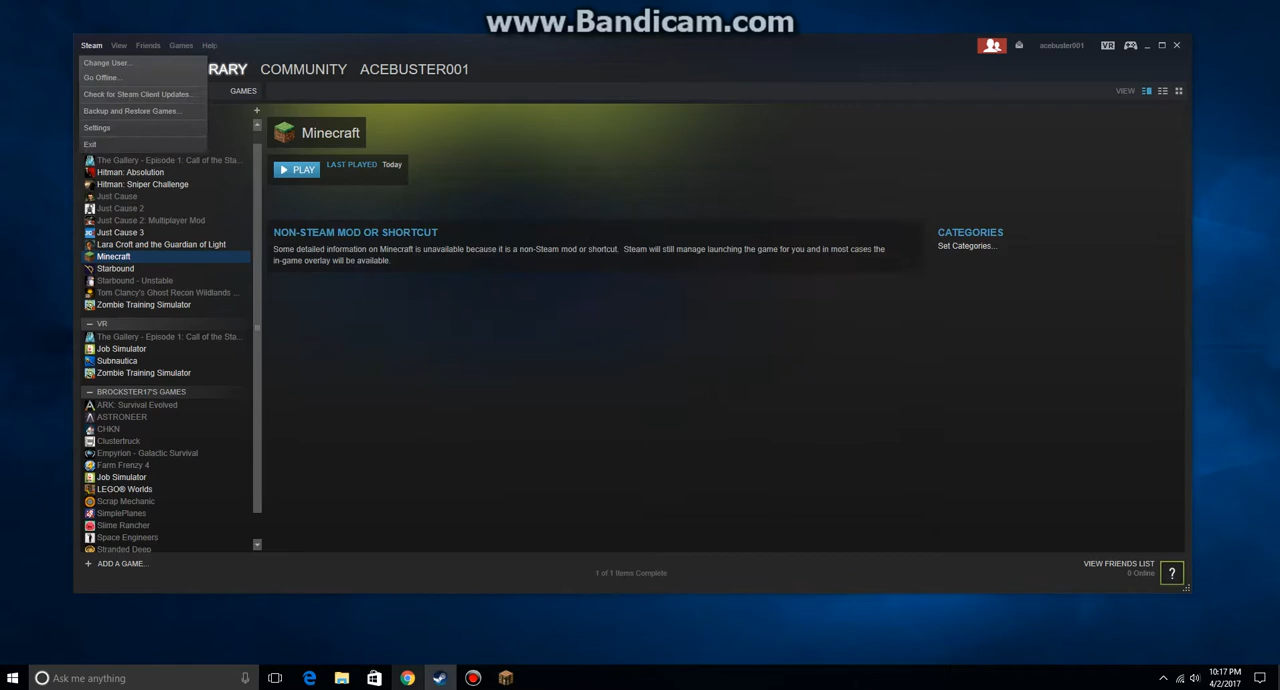 www.Bandicam.com
Steam View Friends Games Help
acebuster001 VR
Change User...
Go Offline...
Check for Steam Client Updates...
Backup and Restore Games...
Settings
Exit
RARY COMMUNITY ACEBUSTER001
GAMES
VIEW
+
Minecraft
PLAY
LAST PLAYED Today
NON-STEAM MOD OR SHORTCUT
Some detailed information on Minecraft is unavailable because it is a non-Steam mod or shortcut. Steam will still manage launching the game for you and in most cases the
in-game overlay will be available.
CATEGORIES
Set Categories...
The Gallery - Episode 1: Call of the Sta...
Hitman: Absolution
Hitman: Sniper Challenge
Just Cause
Just Cause 2
Just Cause 2: Multiplayer Mod
Just Cause 3
Lara Croft and the Guardian of Light
Minecraft
Starbound
Starbound - Unstable
Tom Clancy's Ghost Recon Wildlands ...
Zombie Training Simulator
— VR
The Gallery - Episode 1: Call of the Sta...
Job Simulator
Subnautica
Zombie Training Simulator
— BROCKSTER17'S GAMES
ARK: Survival Evolved
ASTRONEER
CHKN
Clustertruck
Empyrion - Galactic Survival
Farm Frenzy 4
Job Simulator
LEGO® Worlds
Scrap Mechanic
SimplePlanes
Slime Rancher
Space Engineers
Stranded Deep
+ ADD A GAME...
1 of 1 Items Complete
VIEW FRIENDS LIST
0 Online
?
Ask me anything
10:17 PM
4/2/2017